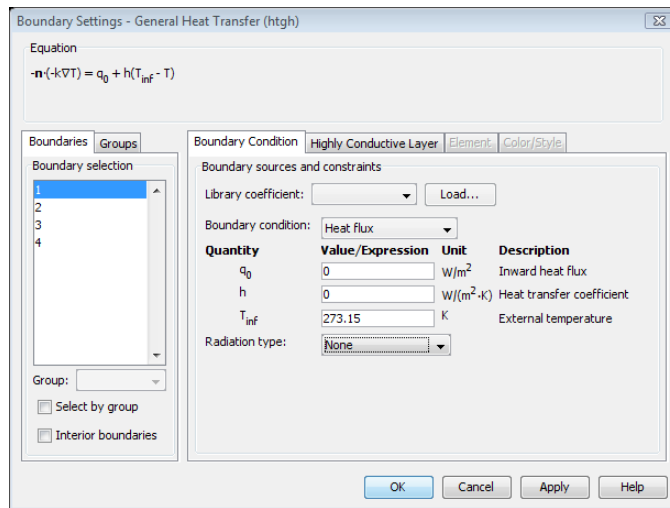 Boundary Settings - General Heat Transfer (htgh)
Equation
-n·(-k∇T) = q0 + h(Tinf - T)
Boundaries Groups
Boundary selection
1
2
3
4
Group:
Select by group
Interior boundaries
Boundary Condition Highly Conductive Layer Element Color/Style
Boundary sources and constraints
Library coefficient: Load...
Boundary condition: Heat flux
Quantity Value/Expression Unit Description
q0 0 W/m² Inward heat flux
h 0 W/(m²·K) Heat transfer coefficient
Tinf 273.15 K External temperature
Radiation type: None
OK Cancel Apply Help